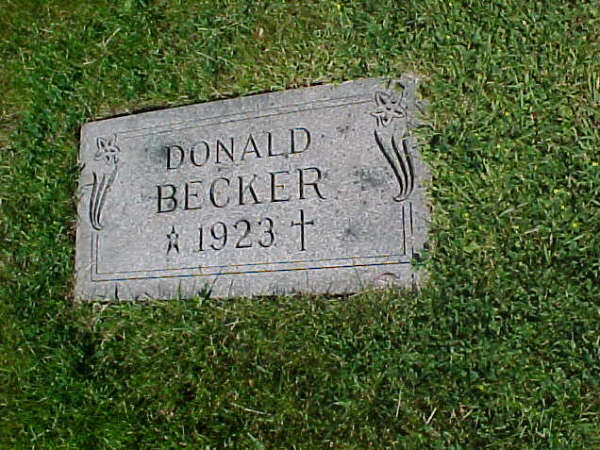 DONALD
BECKER
☆ 1923 †